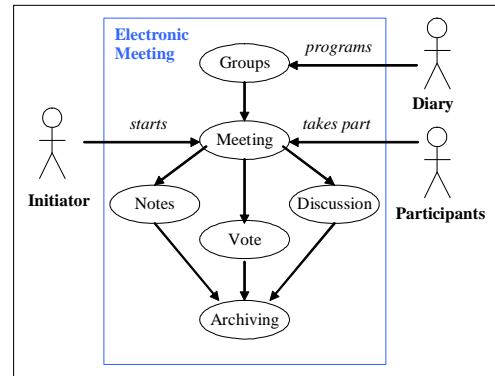 Electronic
Meeting
programs
Groups
Diary
starts
Meeting
takes part
Initiator
Notes
Discussion
Participants
Vote
Archiving